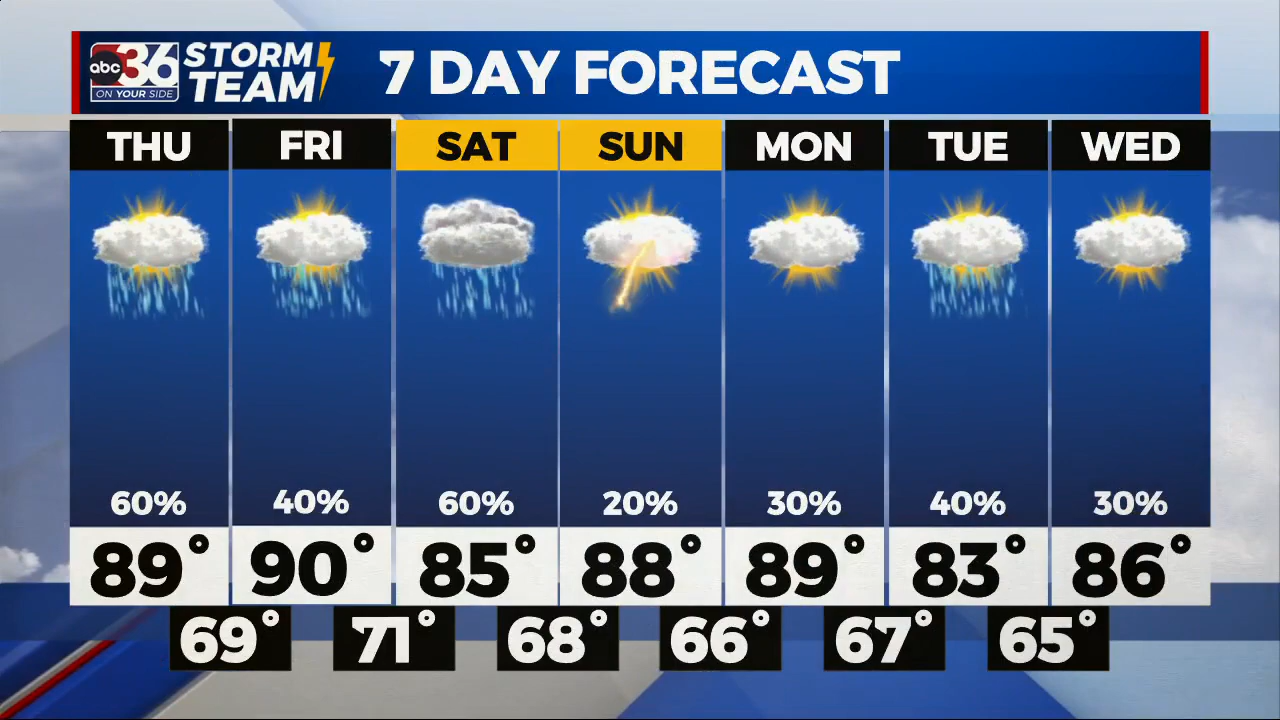 abc 36
ON YOUR SIDE
STORM
TEAM
7 DAY FORECAST
THU FRI SAT SUN MON TUE WED
60% 40% 60% 20% 30% 40% 30%
89° 90° 85° 88° 89° 83° 86°
69° 71° 68° 66° 67° 65°